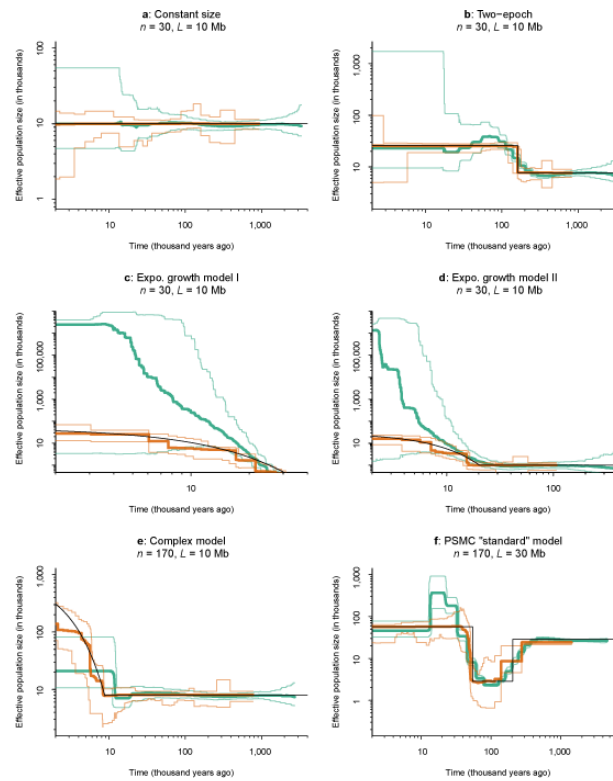 a: Constant size
n = 30, L = 10 Mb
Effective population size (in thousands)
100
10
1
10
100
1,000
Time (thousand years ago)
b: Two−epoch
n = 30, L = 10 Mb
Effective population size (in thousands)
1,000
100
10
10
100
1,000
Time (thousand years ago)
c: Expo. growth model I
n = 30, L = 10 Mb
Effective population size (in thousands)
100,000
1,000
10
10
Time (thousand years ago)
d: Expo. growth model II
n = 30, L = 10 Mb
Effective population size (in thousands)
100,000
1,000
10
10
100
Time (thousand years ago)
e: Complex model
n = 170, L = 10 Mb
Effective population size (in thousands)
1,000
100
10
10
100
1,000
Time (thousand years ago)
f: PSMC "standard" model
n = 170, L = 30 Mb
Effective population size (in thousands)
1,000
100
10
1
10
100
1,000
Time (thousand years ago)